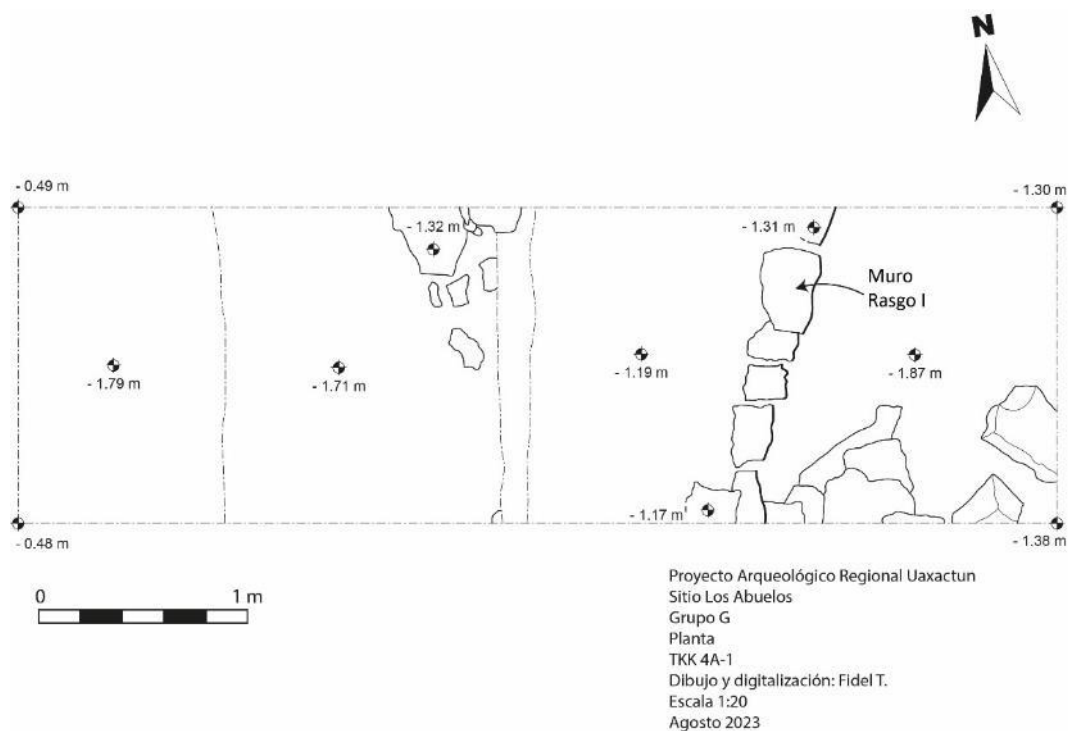 N
- 0.49 m
- 1.30 m
- 1.32 m
- 1.31 m
Muro
Rasgo I
- 1.79 m
- 1.71 m
- 1.19 m
- 1.87 m
- 1.17 m
- 0.48 m
- 1.38 m
0 1 m
Proyecto Arqueológico Regional Uaxactun
Sitio Los Abuelos
Grupo G
Planta
TKK 4A-1
Dibujo y digitalización: Fidel T.
Escala 1:20
Agosto 2023